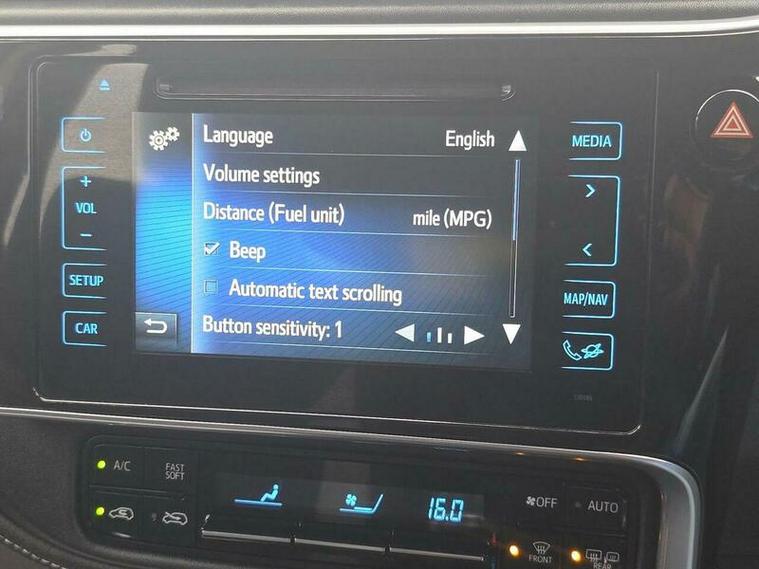 Language English
Volume settings
Distance (Fuel unit) mile (MPG)
Beep
Automatic text scrolling
Button sensitivity: 1
+
VOL
−
SETUP
CAR
MEDIA
>
<
MAP/NAV
A/C
FAST
SOFT
16.0
OFF
AUTO
FRONT
REAR